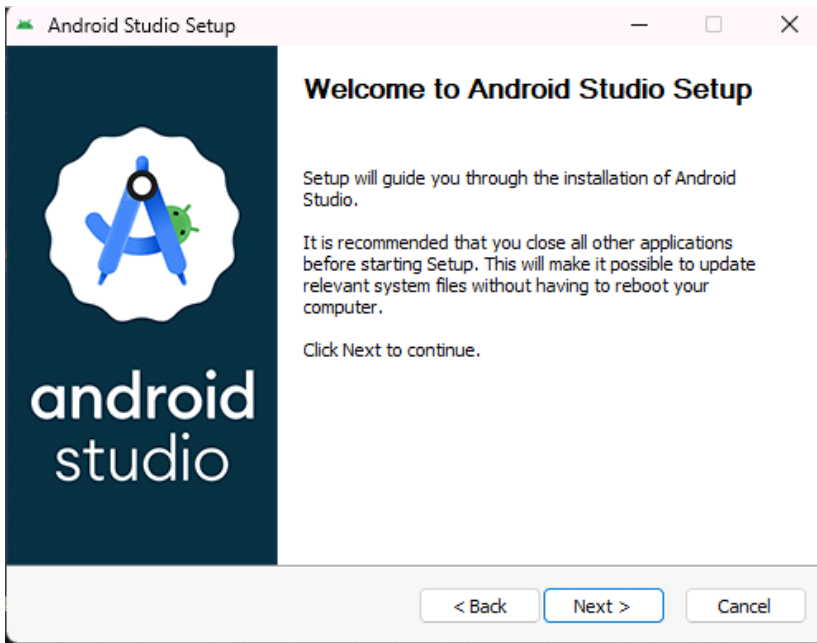 Android Studio Setup
Welcome to Android Studio Setup
Setup will guide you through the installation of Android
Studio.
It is recommended that you close all other applications
before starting Setup. This will make it possible to update
relevant system files without having to reboot your
computer.
Click Next to continue.
android
studio
< Back
Next >
Cancel